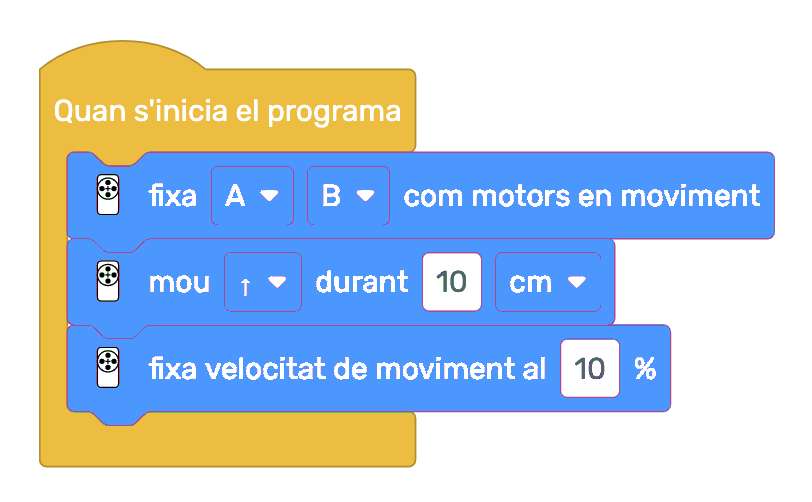 Quan s'inicia el programa
fixa A B com motors en moviment
mou ↑ durant 10 cm
fixa velocitat de moviment al 10 %